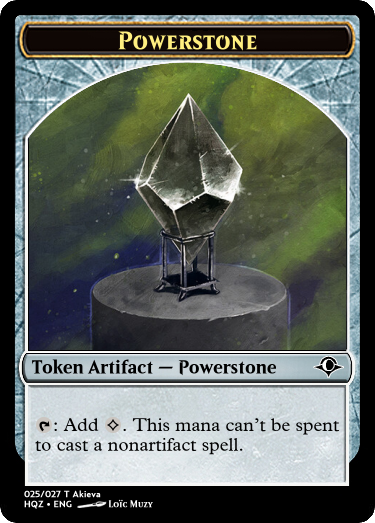 Powerstone
Token Artifact — Powerstone
: Add . This mana can't be spent
to cast a nonartifact spell.
025/027 T Akieva
HQZ • ENG Loïc Muzy